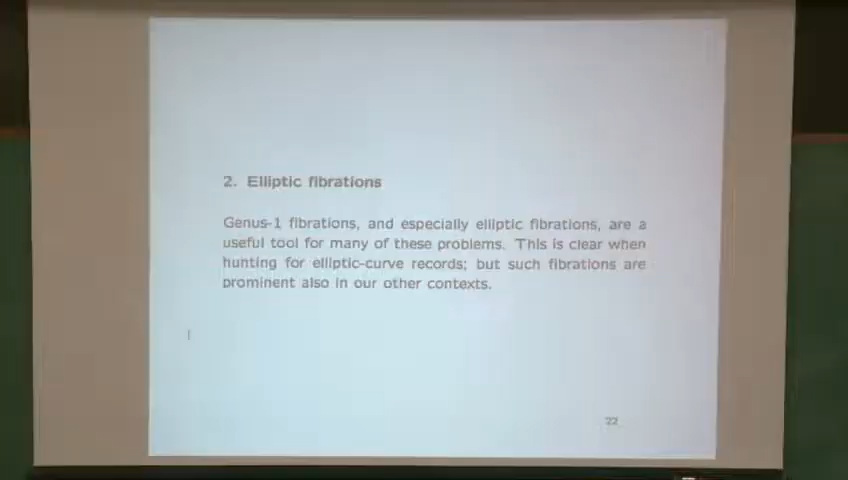 2. Elliptic fibrations
Genus-1 fibrations, and especially elliptic fibrations, are a
useful tool for many of these problems. This is clear when
hunting for elliptic-curve records; but such fibrations are
prominent also in our other contexts.
22